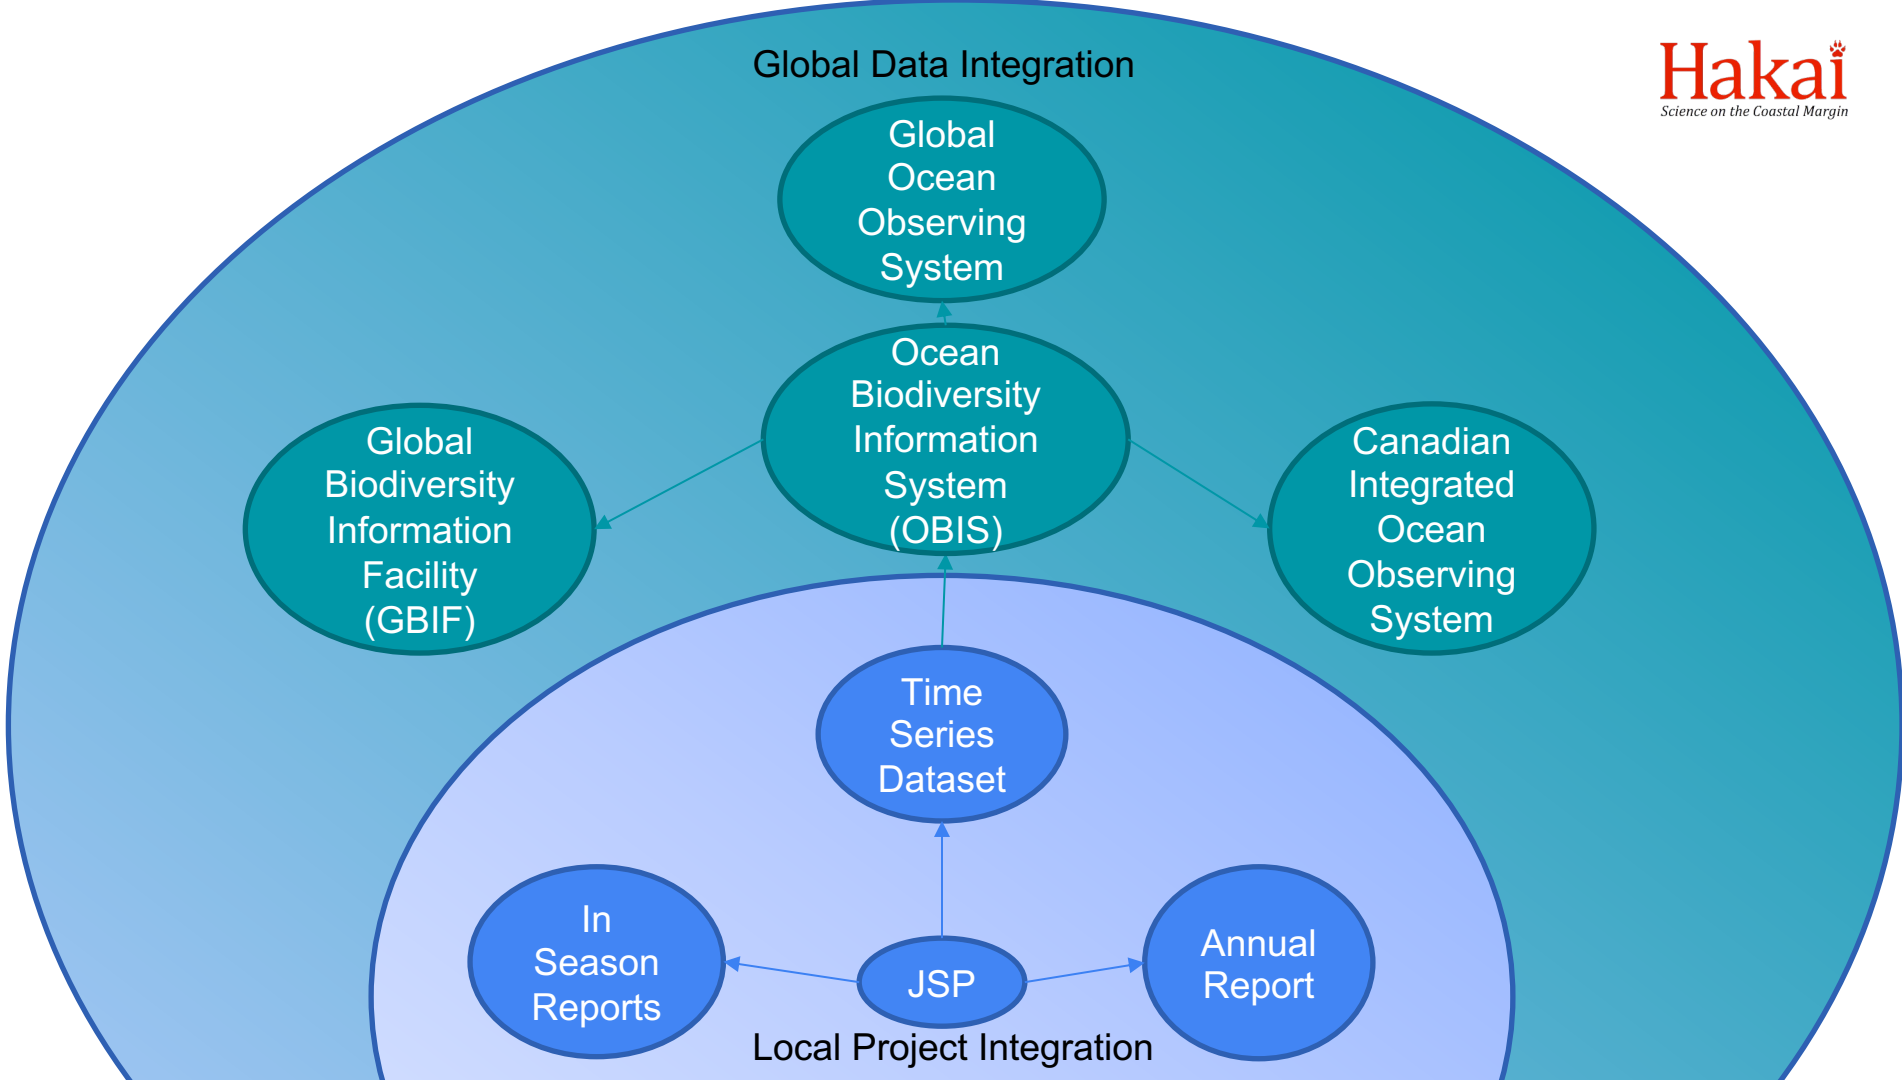 Global Data Integration
Hakai
Science on the Coastal Margin
Global
Ocean
Observing
System
Ocean
Biodiversity
Information
System
(OBIS)
Global
Biodiversity
Information
Facility
(GBIF)
Canadian
Integrated
Ocean
Observing
System
Time
Series
Dataset
In
Season
Reports
JSP
Annual
Report
Local Project Integration